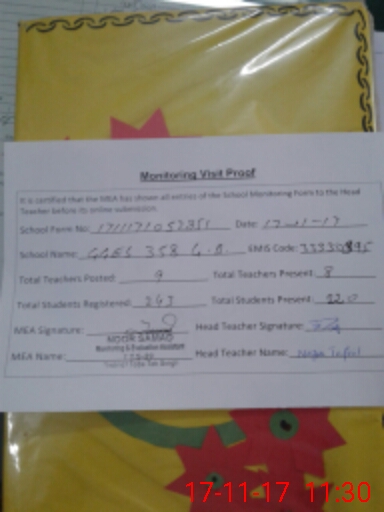 Monitoring Visit Proof
It is certified that the MEA has shown all entries of the School Monitoring Form to the Head
Teacher before its online submission.
School Form No: Date: 17-11-17
School Name: GGES 358 G.B. EMIS Code:
Total Teachers Posted: 9 Total Teachers Present: 8
Total Students Registered: 243 Total Students Present: 220
MEA Signature: Head Teacher Signature:
NOOR SAMAD
Monitoring & Evaluation Assistant
MEA Name: Head Teacher Name:
17-11-17 11:30